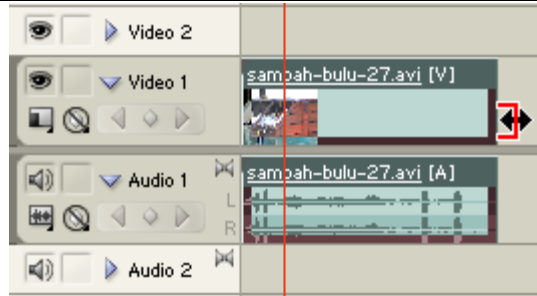 Video 2
Video 1
sampah-bulu-27.avi [V]
Audio 1
sampah-bulu-27.avi [A]
L
R
Audio 2